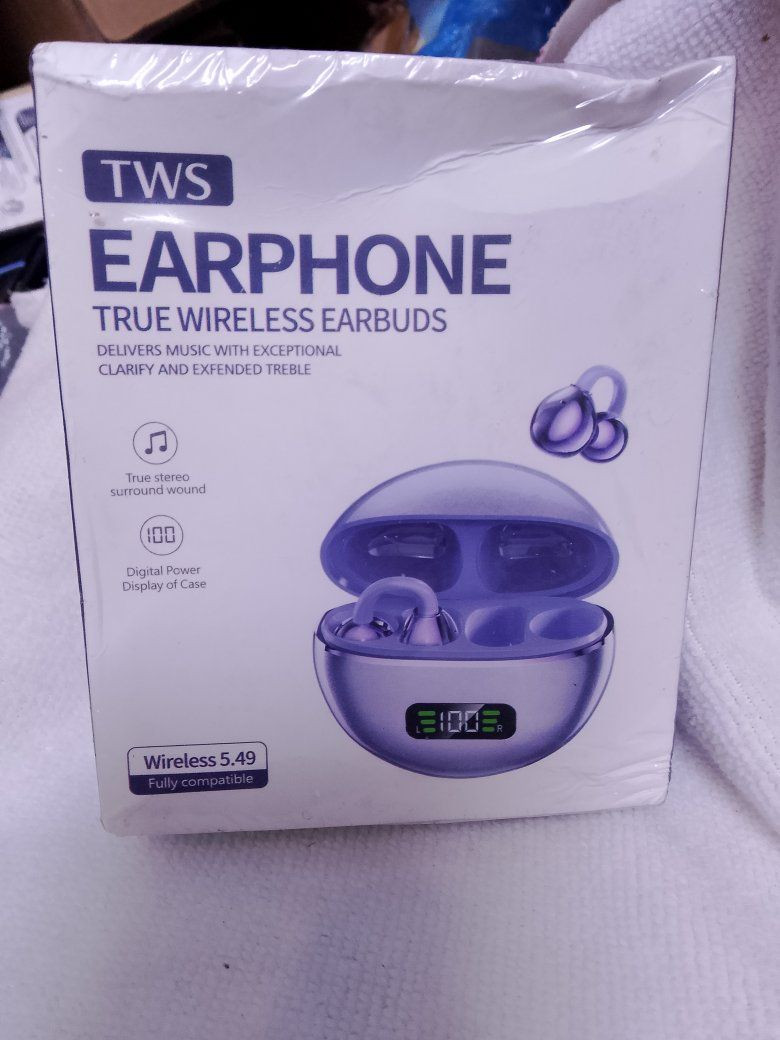 TWS
EARPHONE
TRUE WIRELESS EARBUDS
DELIVERS MUSIC WITH EXCEPTIONAL
CLARIFY AND EXFENDED TREBLE
True stereo
surround wound
100
Digital Power
Display of Case
L 100 R
Wireless 5.49
Fully compatible